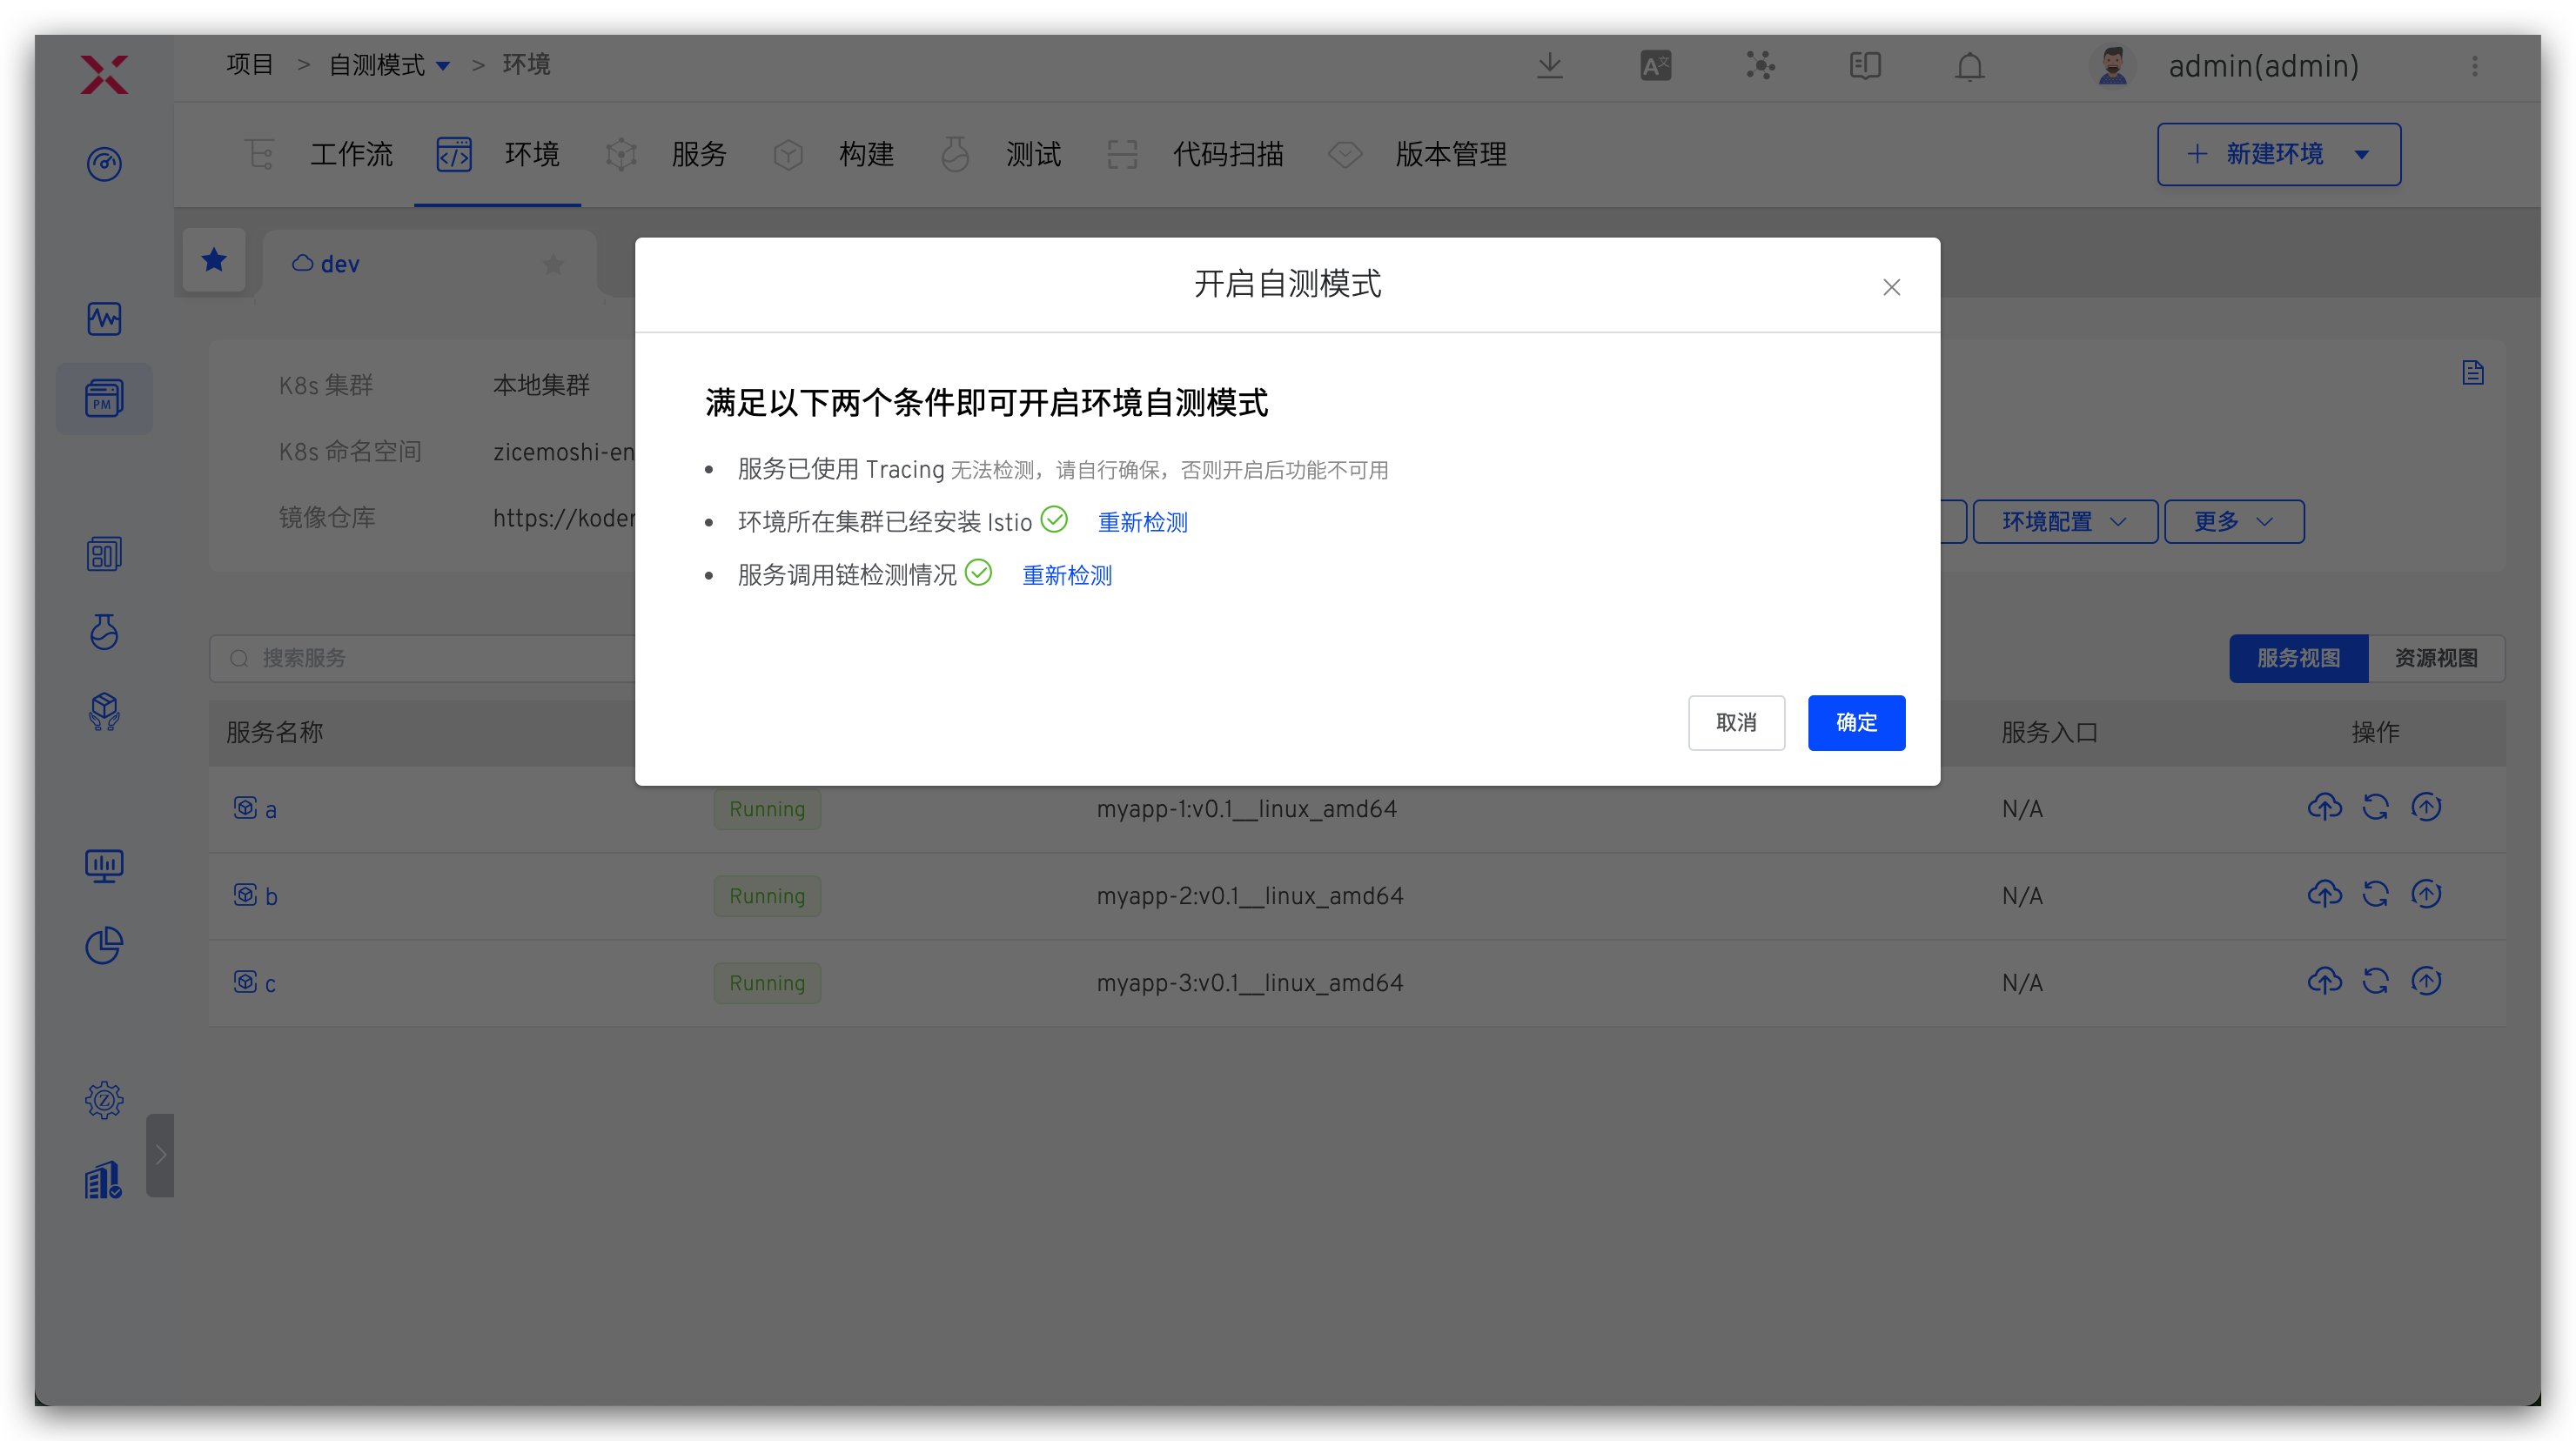 项目 > 自测模式 > 环境
admin(admin)
工作流 环境 服务 构建 测试 代码扫描 版本管理
+ 新建环境
dev
开启自测模式
满足以下两个条件即可开启环境自测模式
• 服务已使用 Tracing 无法检测，请自行确保，否则开启后功能不可用
• 环境所在集群已经安装 Istio 重新检测
• 服务调用链检测情况 重新检测
取消 确定
K8s 集群 本地集群
K8s 命名空间 zicemoshi-en
镜像仓库 https://koder
环境配置 更多
PM
搜索服务
服务视图 资源视图
服务名称 服务入口 操作
a Running myapp-1:v0.1__linux_amd64 N/A
b Running myapp-2:v0.1__linux_amd64 N/A
c Running myapp-3:v0.1__linux_amd64 N/A